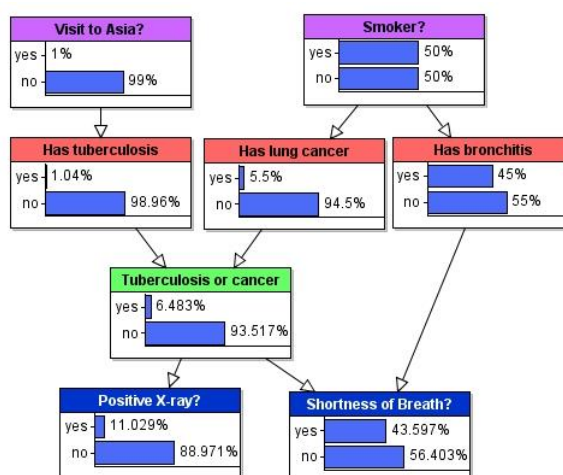 Visit to Asia?
yes 1%
no 99%
Smoker?
yes 50%
no 50%
Has tuberculosis
yes 1.04%
no 98.96%
Has lung cancer
yes 5.5%
no 94.5%
Has bronchitis
yes 45%
no 55%
Tuberculosis or cancer
yes 6.483%
no 93.517%
Positive X-ray?
yes 11.029%
no 88.971%
Shortness of Breath?
yes 43.597%
no 56.403%